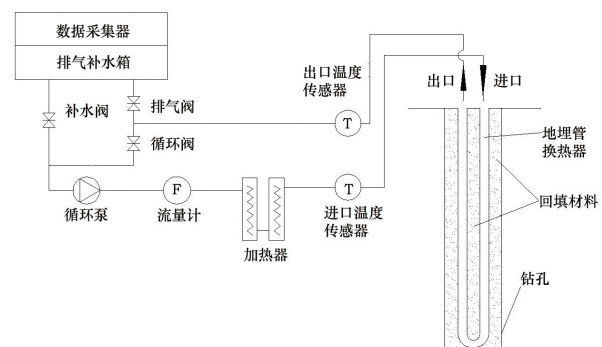 数据采集器
排气补水箱
出口温度
传感器
出口
进口
补水阀
排气阀
T
地埋管
换热器
循环阀
F
T
回填材料
循环泵
流量计
进口温度
传感器
加热器
钻孔